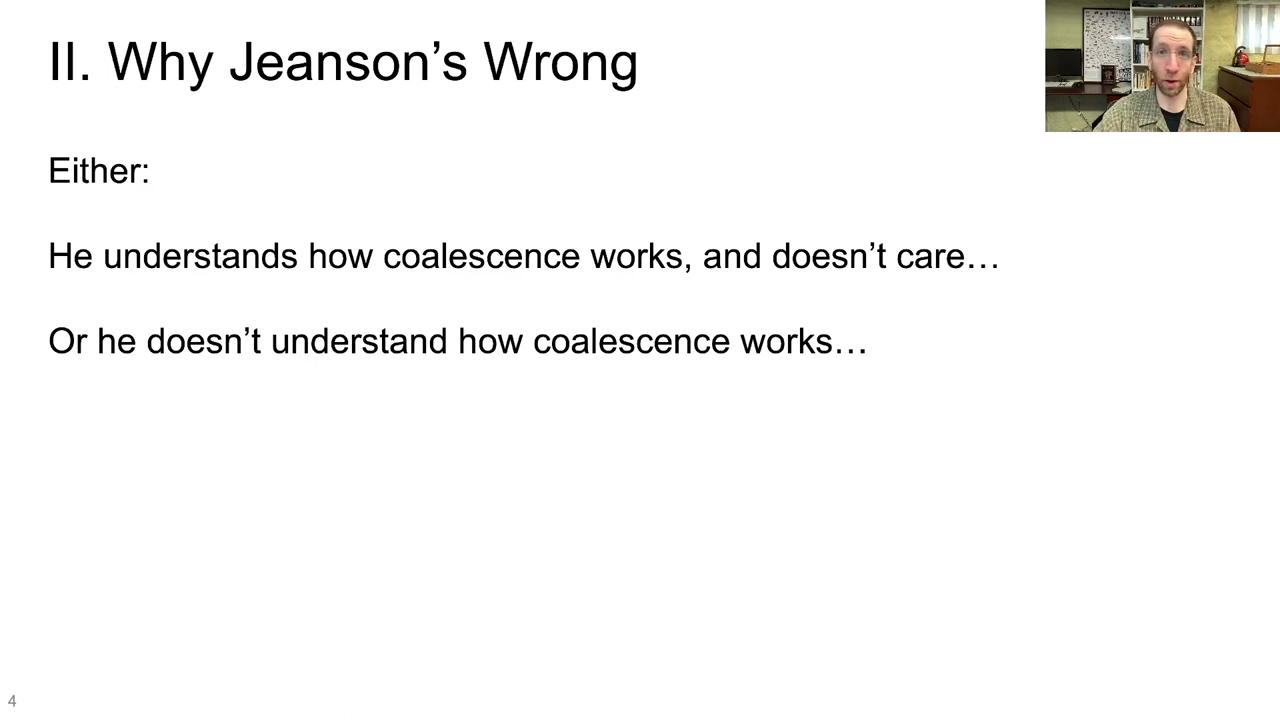 II. Why Jeanson’s Wrong
Either:
He understands how coalescence works, and doesn’t care…
Or he doesn’t understand how coalescence works…
4